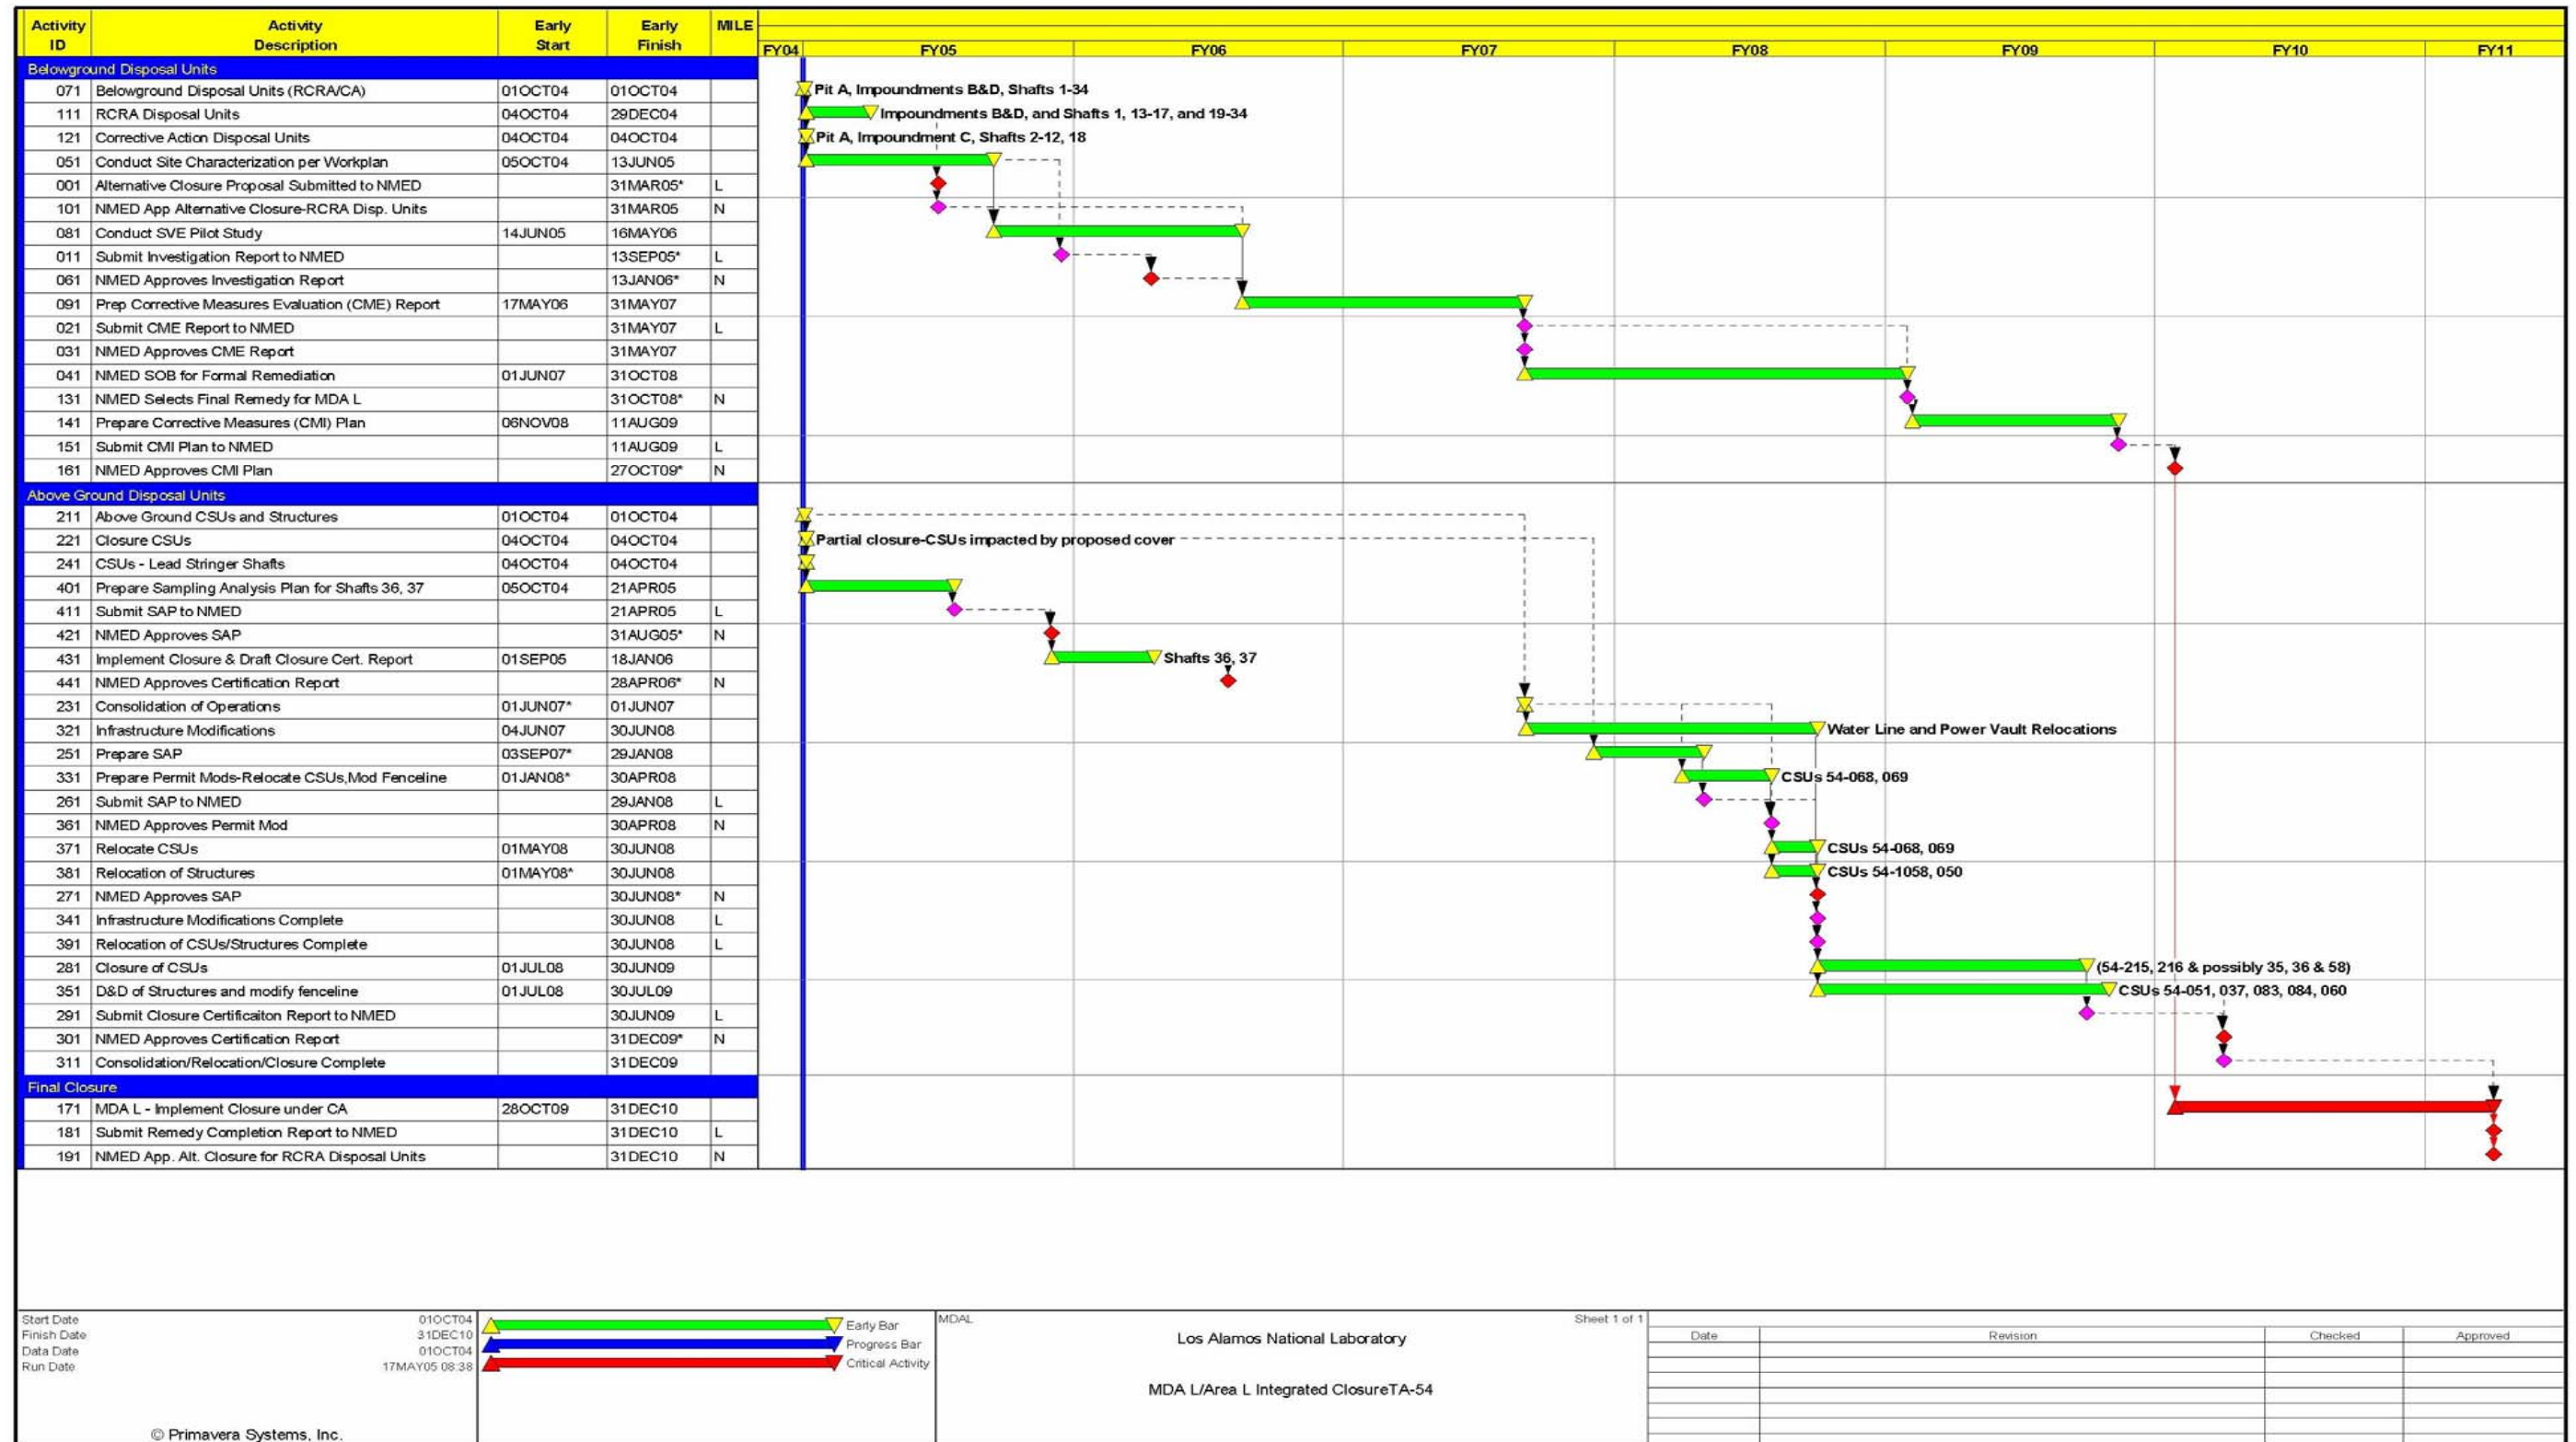 Activity ID Activity Description Early Start Early Finish MILE
FY04 FY05 FY06 FY07 FY08 FY09 FY10 FY11
Belowground Disposal Units
071 Belowground Disposal Units (RCRA/CA) 01OCT04 01OCT04 Pit A, Impoundments B&D, Shafts 1-34
111 RCRA Disposal Units 04OCT04 29DEC04 Impoundments B&D, and Shafts 1, 13-17, and 19-34
121 Corrective Action Disposal Units 04OCT04 04OCT04 Pit A, Impoundment C, Shafts 2-12, 18
051 Conduct Site Characterization per Workplan 05OCT04 13JUN05
001 Alternative Closure Proposal Submitted to NMED 31MAR05* L
101 NMED App Alternative Closure-RCRA Disp. Units 31MAR05 N
081 Conduct SVE Pilot Study 14JUN05 16MAY06
011 Submit Investigation Report to NMED 13SEP05* L
061 NMED Approves Investigation Report 13JAN06* N
091 Prep Corrective Measures Evaluation (CME) Report 17MAY06 31MAY07
021 Submit CME Report to NMED 31MAY07 L
031 NMED Approves CME Report 31MAY07
041 NMED SOB for Formal Remediation 01JUN07 31OCT08
131 NMED Selects Final Remedy for MDA L 31OCT08* N
141 Prepare Corrective Measures (CMI) Plan 06NOV08 11AUG09
151 Submit CMI Plan to NMED 11AUG09 L
161 NMED Approves CMI Plan 27OCT09* N
Above Ground Disposal Units
211 Above Ground CSUs and Structures 01OCT04 01OCT04
221 Closure CSUs 04OCT04 04OCT04 Partial closure-CSUs impacted by proposed cover
241 CSUs - Lead Stringer Shafts 04OCT04 04OCT04
401 Prepare Sampling Analysis Plan for Shafts 36, 37 05OCT04 21APR05
411 Submit SAP to NMED 21APR05 L
421 NMED Approves SAP 31AUG05* N
431 Implement Closure & Draft Closure Cert. Report 01SEP05 18JAN06 Shafts 36, 37
441 NMED Approves Certification Report 28APR06* N
231 Consolidation of Operations 01JUN07* 01JUN07
321 Infrastructure Modifications 04JUN07 30JUN08 Water Line and Power Vault Relocations
251 Prepare SAP 03SEP07* 29JAN08
331 Prepare Permit Mods-Relocate CSUs,Mod Fenceline 01JAN08* 30APR08 CSUs 54-068, 069
261 Submit SAP to NMED 29JAN08 L
361 NMED Approves Permit Mod 30APR08 N
371 Relocate CSUs 01MAY08 30JUN08 CSUs 54-068, 069
381 Relocation of Structures 01MAY08* 30JUN08 CSUs 54-1058, 050
271 NMED Approves SAP 30JUN08* N
341 Infrastructure Modifications Complete 30JUN08 L
391 Relocation of CSUs/Structures Complete 30JUN08 L
281 Closure of CSUs 01JUL08 30JUN09 (54-215, 216 & possibly 35, 36 & 58)
351 D&D of Structures and modify fenceline 01JUL08 30JUL09 CSUs 54-051, 037, 083, 084, 060
291 Submit Closure Certificaiton Report to NMED 30JUN09 L
301 NMED Approves Certification Report 31DEC09* N
311 Consolidation/Relocation/Closure Complete 31DEC09
Final Closure
171 MDA L - Implement Closure under CA 28OCT09 31DEC10
181 Submit Remedy Completion Report to NMED 31DEC10 L
191 NMED App. Alt. Closure for RCRA Disposal Units 31DEC10 N
Start Date 01OCT04
Finish Date 31DEC10
Data Date 01OCT04
Run Date 17MAY05 08:38
© Primavera Systems, Inc.
Early Bar
Progress Bar
Critical Activity
MDAL Sheet 1 of 1
Los Alamos National Laboratory
MDA L/Area L Integrated ClosureTA-54
Date Revision Checked Approved